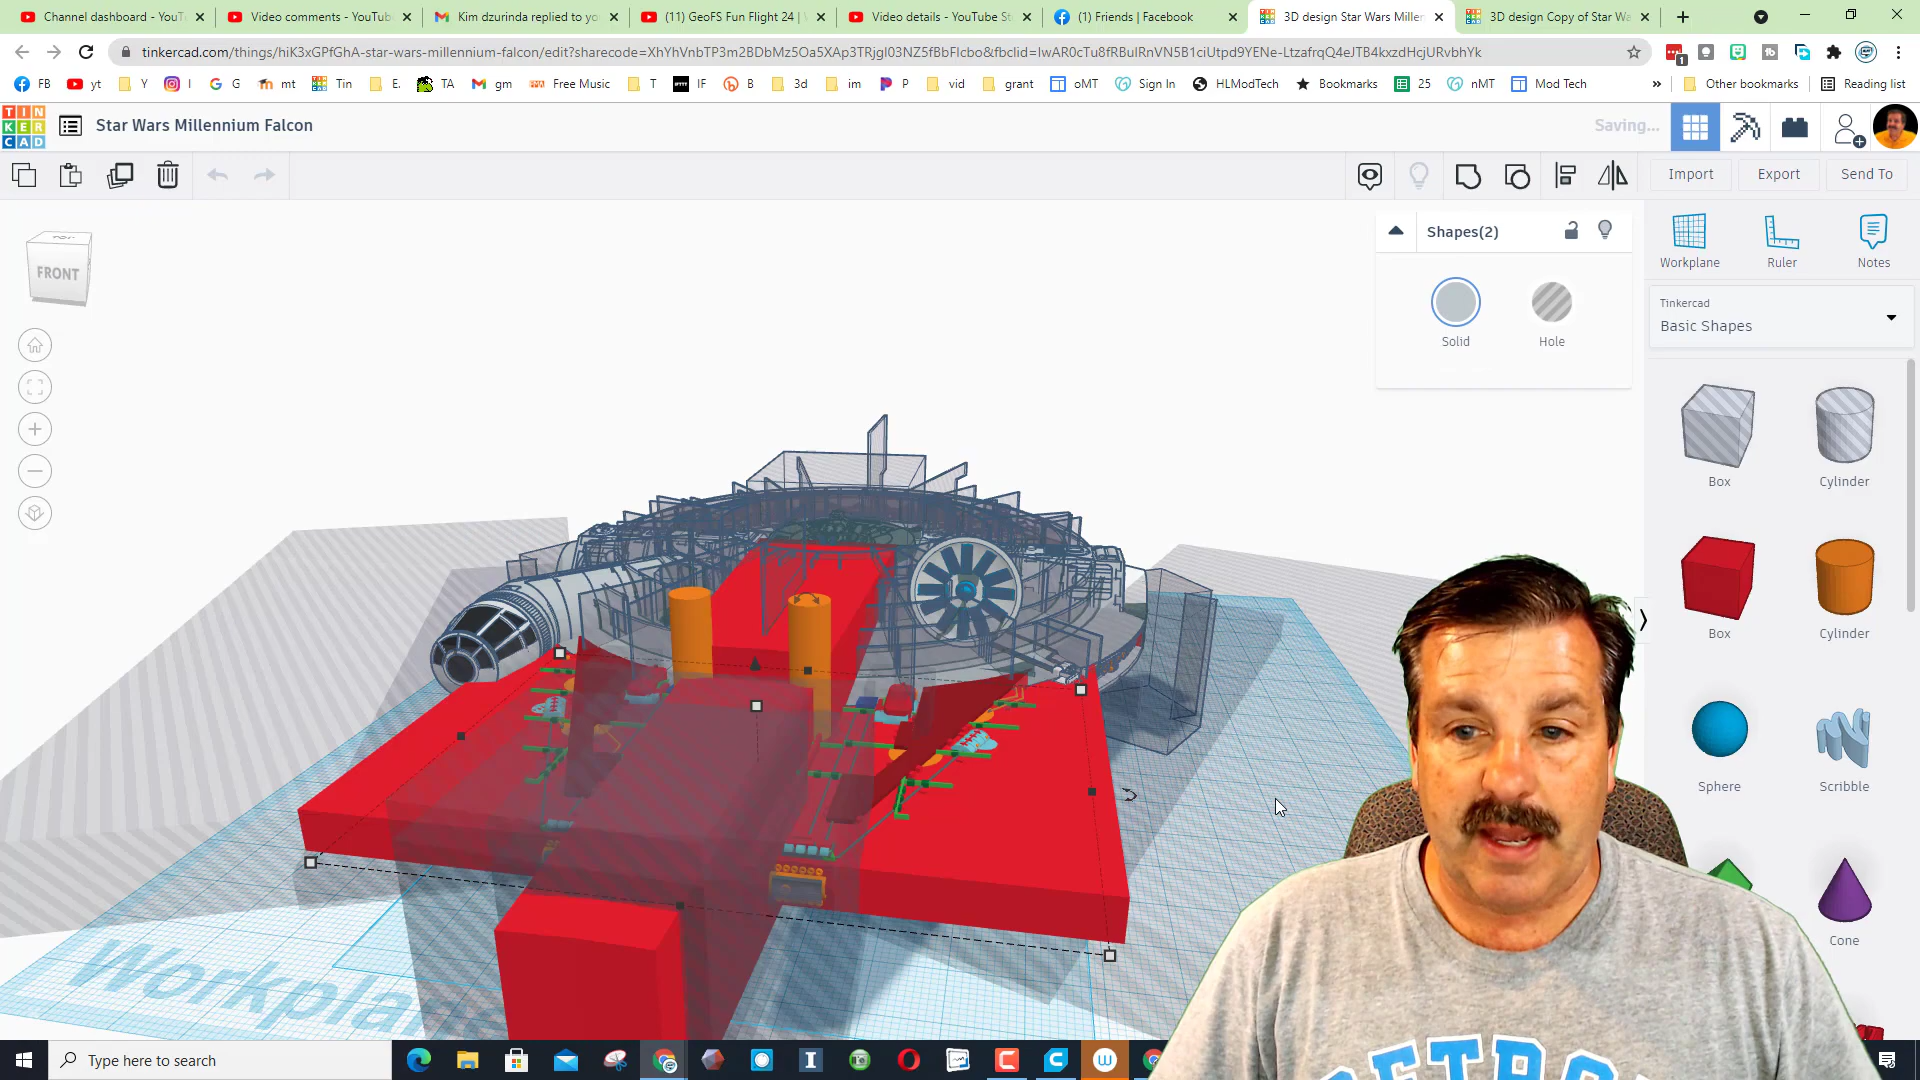 Channel dashboard - YouT
Video comments - YouTub
Kim dzurinda replied to yo
(11) GeoFS Fun Flight 24 |
Video details - YouTube St
(1) Friends | Facebook
3D design Star Wars Miller
3D design Copy of Star Wa
tinkercad.com/things/hiK3xGPfGhA-star-wars-millennium-falcon/edit?sharecode=XhYhVnbTP3m2BDbMz5Oa5XAp3TRjgI03NZ5fBbFIcbo&fbclid=IwAR0cTu8fRBuIRnVN5B1ciUtpd9YENe-LtzafrqQ4eJTB4kxzdHcjURvbhYk
FB yt Y I G mt Tin E. TA gm Free Music T IF B 3d im P vid grant oMT Sign In HLModTech Bookmarks 25 nMT Mod Tech » Other bookmarks Reading list
TIN
KER
CAD
Star Wars Millennium Falcon
Saving...
Import Export Send To
FRONT
Shapes(2)
Solid Hole
Workplane Ruler Notes
Tinkercad
Basic Shapes
Box Cylinder
Box Cylinder
Sphere Scribble
Cone
Workplane
Type here to search
DETRO